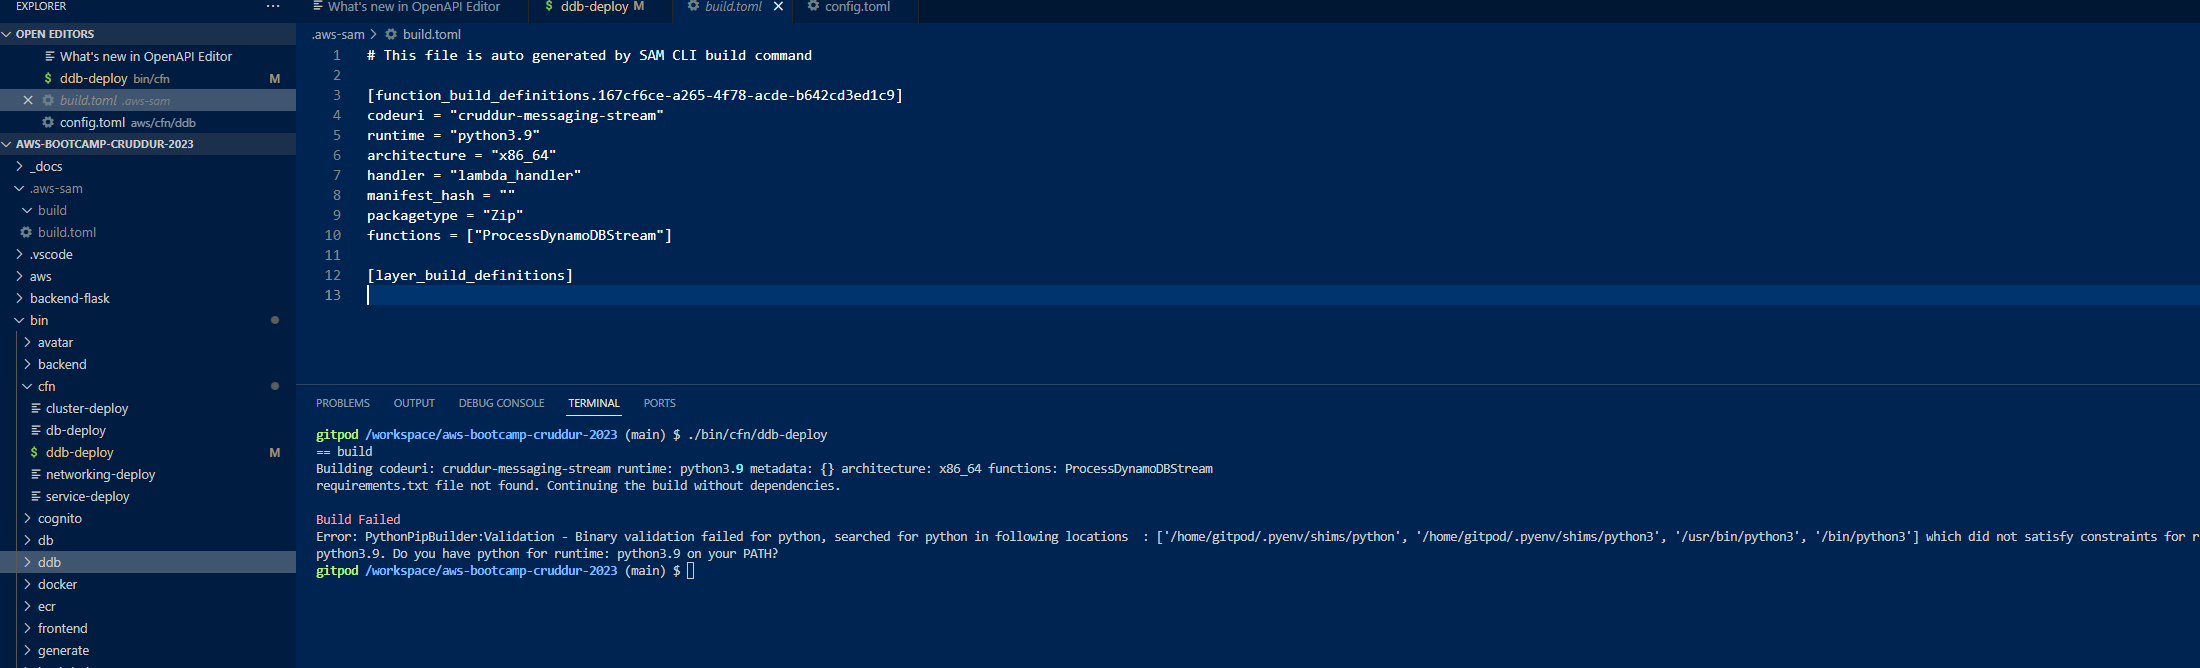 EXPLORER ···
OPEN EDITORS
What's new in OpenAPI Editor
$ ddb-deploy bin/cfn M
build.toml .aws-sam
config.toml aws/cfn/ddb
AWS-BOOTCAMP-CRUDDUR-2023
_docs
.aws-sam
build
build.toml
.vscode
aws
backend-flask
bin
avatar
backend
cfn
cluster-deploy
db-deploy
$ ddb-deploy M
networking-deploy
service-deploy
cognito
db
ddb
docker
ecr
frontend
generate
What's new in OpenAPI Editor $ ddb-deploy M build.toml config.toml
.aws-sam > build.toml
1 # This file is auto generated by SAM CLI build command
2
3 [function_build_definitions.167cf6ce-a265-4f78-acde-b642cd3ed1c9]
4 codeuri = "cruddur-messaging-stream"
5 runtime = "python3.9"
6 architecture = "x86_64"
7 handler = "lambda_handler"
8 manifest_hash = ""
9 packagetype = "Zip"
10 functions = ["ProcessDynamoDBStream"]
11
12 [layer_build_definitions]
13
PROBLEMS OUTPUT DEBUG CONSOLE TERMINAL PORTS
gitpod /workspace/aws-bootcamp-cruddur-2023 (main) $ ./bin/cfn/ddb-deploy
== build
Building codeuri: cruddur-messaging-stream runtime: python3.9 metadata: {} architecture: x86_64 functions: ProcessDynamoDBStream
requirements.txt file not found. Continuing the build without dependencies.
Build Failed
Error: PythonPipBuilder:Validation - Binary validation failed for python, searched for python in following locations : ['/home/gitpod/.pyenv/shims/python', '/home/gitpod/.pyenv/shims/python3', '/usr/bin/python3', '/bin/python3'] which did not satisfy constraints for r
python3.9. Do you have python for runtime: python3.9 on your PATH?
gitpod /workspace/aws-bootcamp-cruddur-2023 (main) $